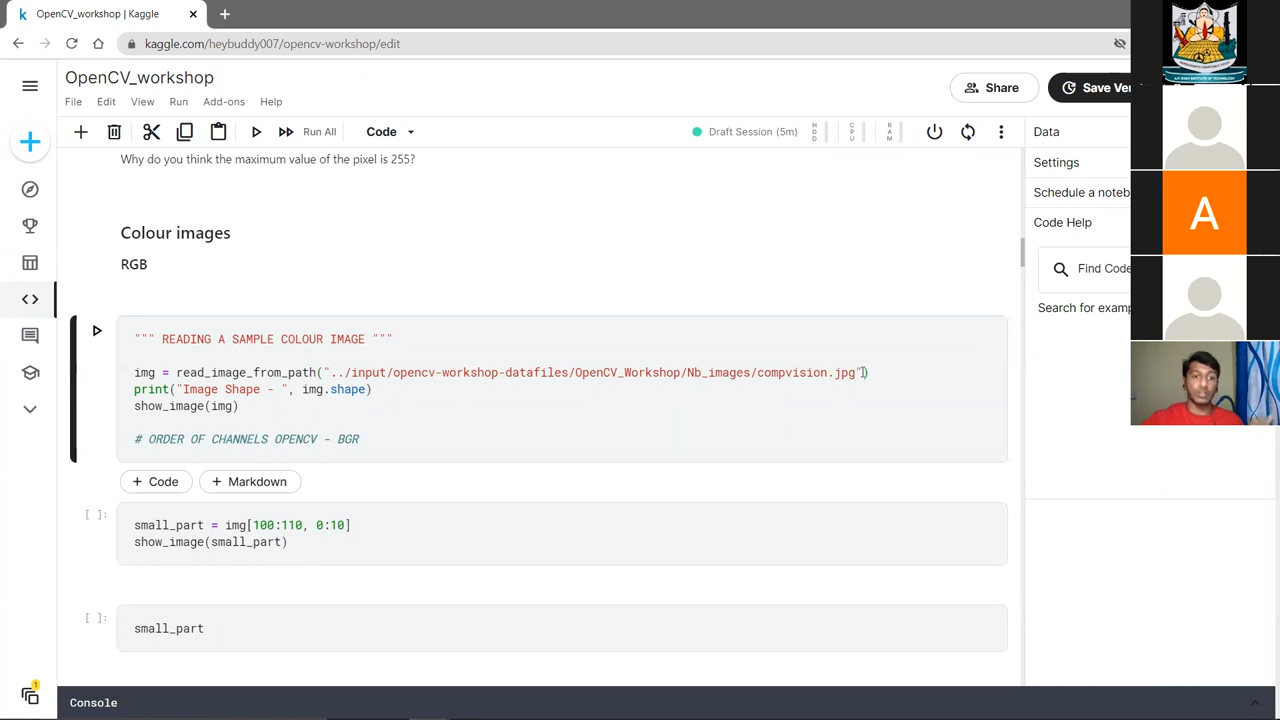 OpenCV_workshop | Kaggle
kaggle.com/heybuddy007/opencv-workshop/edit
OpenCV_workshop
File Edit View Run Add-ons Help
Share
Save Ver
Run All
Code
Draft Session (5m)
HDD
CPU
RAM
Data
Settings
Schedule a noteb
Code Help
Find Code
Search for examp
Why do you think the maximum value of the pixel is 255?
Colour images
RGB
""" READING A SAMPLE COLOUR IMAGE """
img = read_image_from_path("../input/opencv-workshop-datafiles/OpenCV_Workshop/Nb_images/compvision.jpg")
print("Image Shape - ", img.shape)
show_image(img)
# ORDER OF CHANNELS OPENCV - BGR
+ Code
+ Markdown
[ ]:
small_part = img[100:110, 0:10]
show_image(small_part)
[ ]:
small_part
Console
1
A